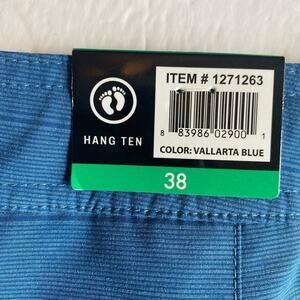 ITEM # 1271263
8 83986 02900 1
HANG TEN
COLOR: VALLARTA BLUE
38